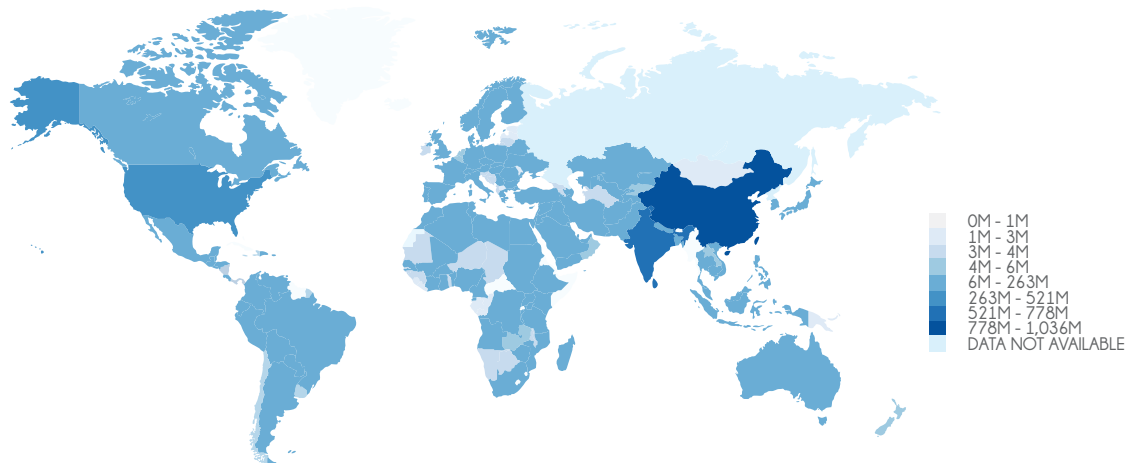 0M - 1M
1M - 3M
3M - 4M
4M - 6M
6M - 263M
263M - 521M
521M - 778M
778M - 1,036M
DATA NOT AVAILABLE